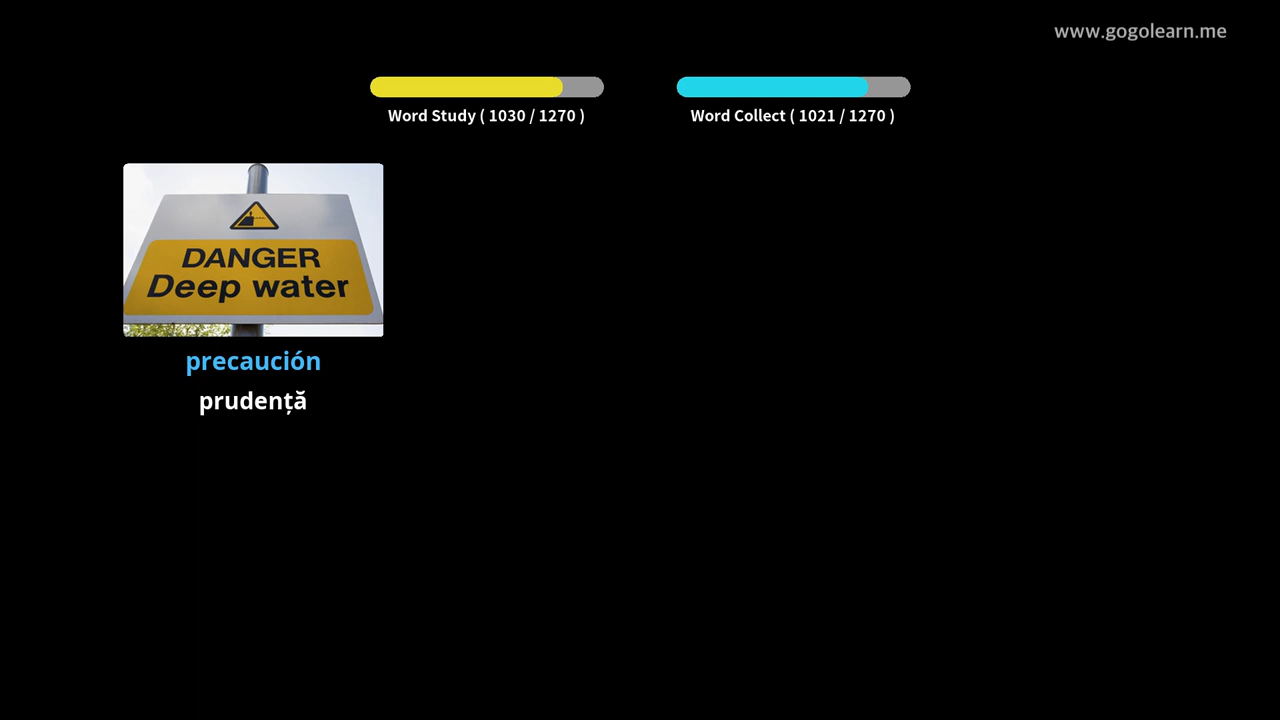 www.gogolearn.me
Word Study ( 1030 / 1270 )
Word Collect ( 1021 / 1270 )
DANGER
Deep water
precaución
prudență